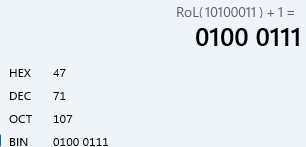 RoL( 10100011 ) + 1 =
0100 0111
HEX 47
DEC 71
OCT 107
BIN 0100 0111